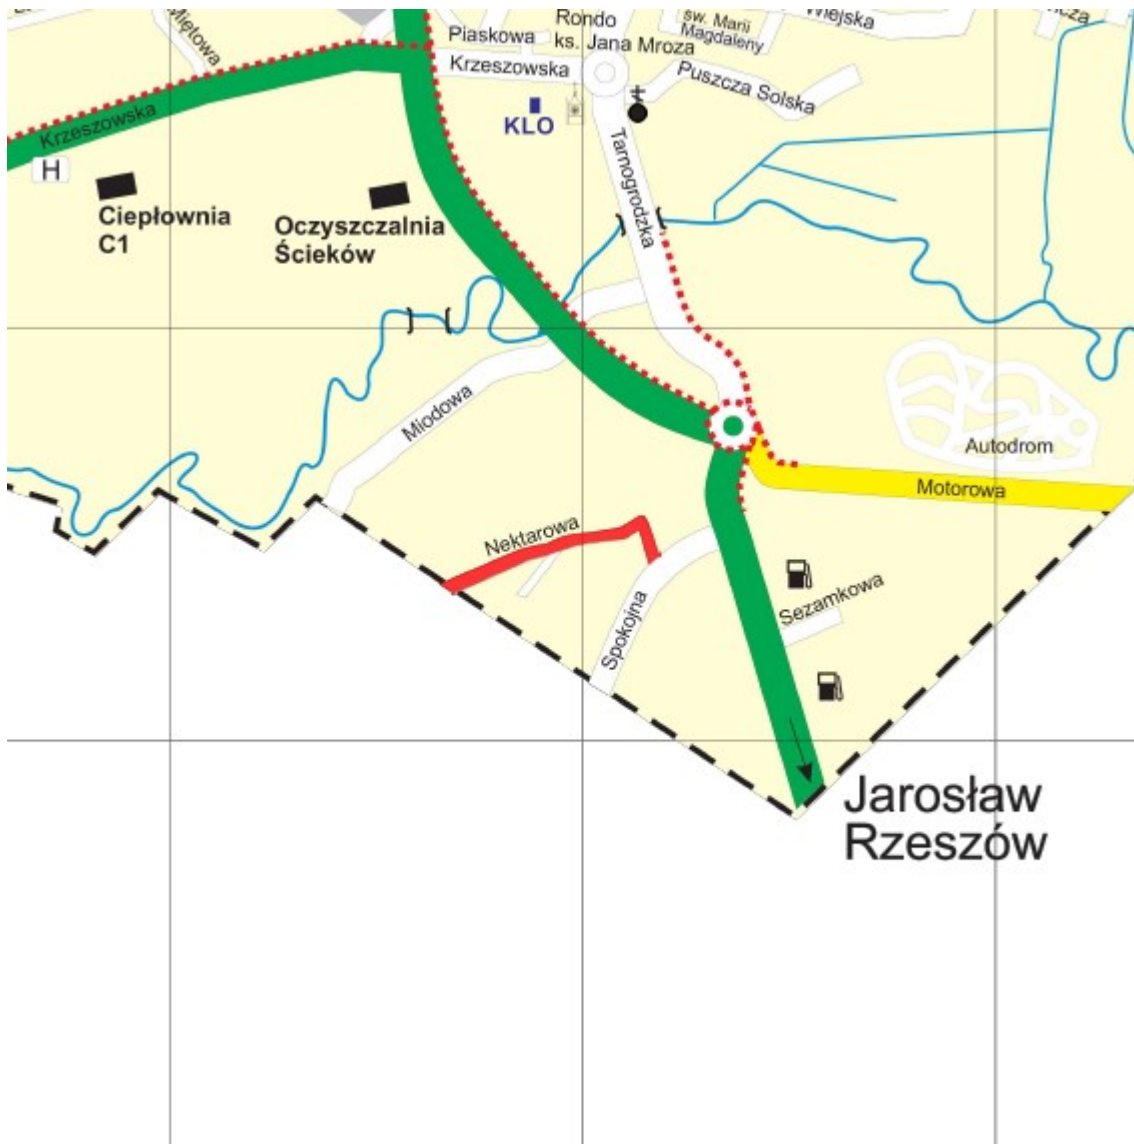 Miętowa
Piaskowa
Rondo
ks. Jana Mroza
św. Marii
Magdaleny
Wiejska
Krzeszowska
Puszcza Solska
Krzeszowska
H
KLO
Tarnogrodzka
Ciepłownia
C1
Oczyszczalnia
Ścieków
Miodowa
Autodrom
Motorowa
Nektarowa
Spokojna
Sezamkowa
Jarosław
Rzeszów